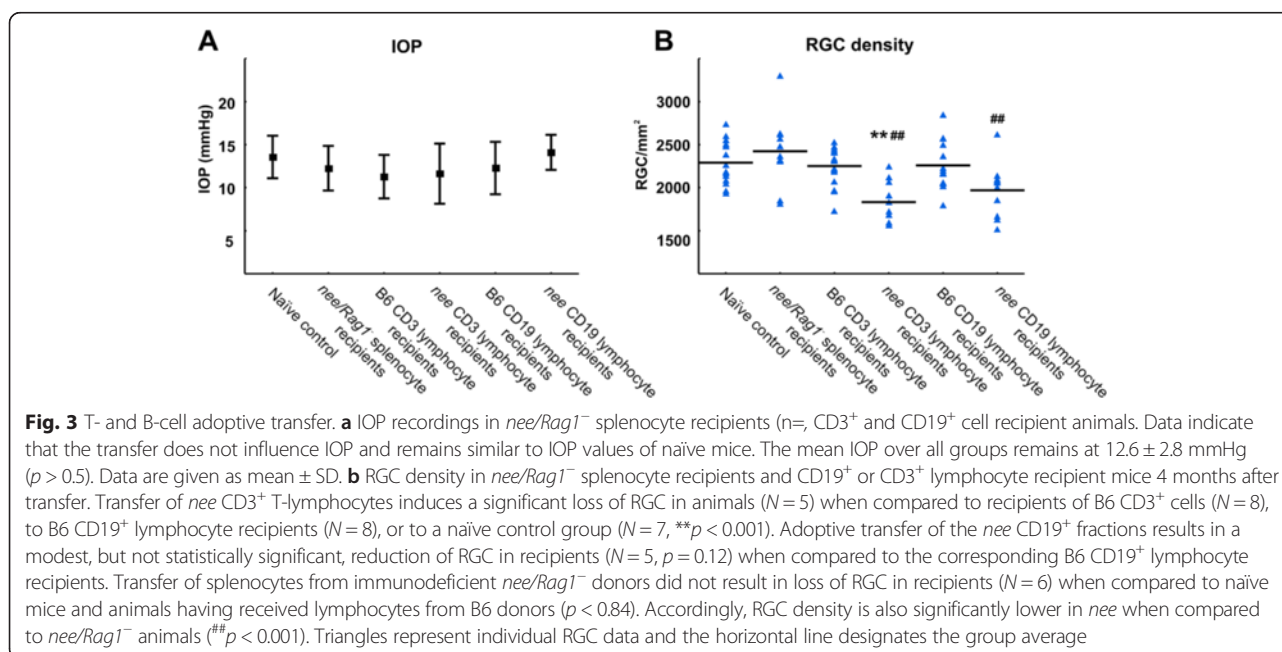 A
IOP
IOP (mmHg)
20
15
10
5
Naïve control
nee/Rag1⁻ splenocyte
recipients
B6 CD3 lymphocyte
recipients
nee CD3 lymphocyte
recipients
B6 CD19 lymphocyte
recipients
nee CD19 lymphocyte
recipients
B
RGC density
RGC/mm²
3000
2500
2000
1500
** ##
##
Naïve control
nee/Rag1⁻ splenocyte
recipients
B6 CD3 lymphocyte
recipients
nee CD3 lymphocyte
recipients
B6 CD19 lymphocyte
recipients
nee CD19 lymphocyte
recipients
Fig. 3 T- and B-cell adoptive transfer. a IOP recordings in nee/Rag1⁻ splenocyte recipients (n=, CD3⁺ and CD19⁺ cell recipient animals. Data indicate
that the transfer does not influence IOP and remains similar to IOP values of naïve mice. The mean IOP over all groups remains at 12.6 ± 2.8 mmHg
(p > 0.5). Data are given as mean ± SD. b RGC density in nee/Rag1⁻ splenocyte recipients and CD19⁺ or CD3⁺ lymphocyte recipient mice 4 months after
transfer. Transfer of nee CD3⁺ T-lymphocytes induces a significant loss of RGC in animals (N = 5) when compared to recipients of B6 CD3⁺ cells (N = 8),
to B6 CD19⁺ lymphocyte recipients (N = 8), or to a naïve control group (N = 7, **p < 0.001). Adoptive transfer of the nee CD19⁺ fractions results in a
modest, but not statistically significant, reduction of RGC in recipients (N = 5, p = 0.12) when compared to the corresponding B6 CD19⁺ lymphocyte
recipients. Transfer of splenocytes from immunodeficient nee/Rag1⁻ donors did not result in loss of RGC in recipients (N = 6) when compared to naïve
mice and animals having received lymphocytes from B6 donors (p < 0.84). Accordingly, RGC density is also significantly lower in nee when compared
to nee/Rag1⁻ animals (##p < 0.001). Triangles represent individual RGC data and the horizontal line designates the group average